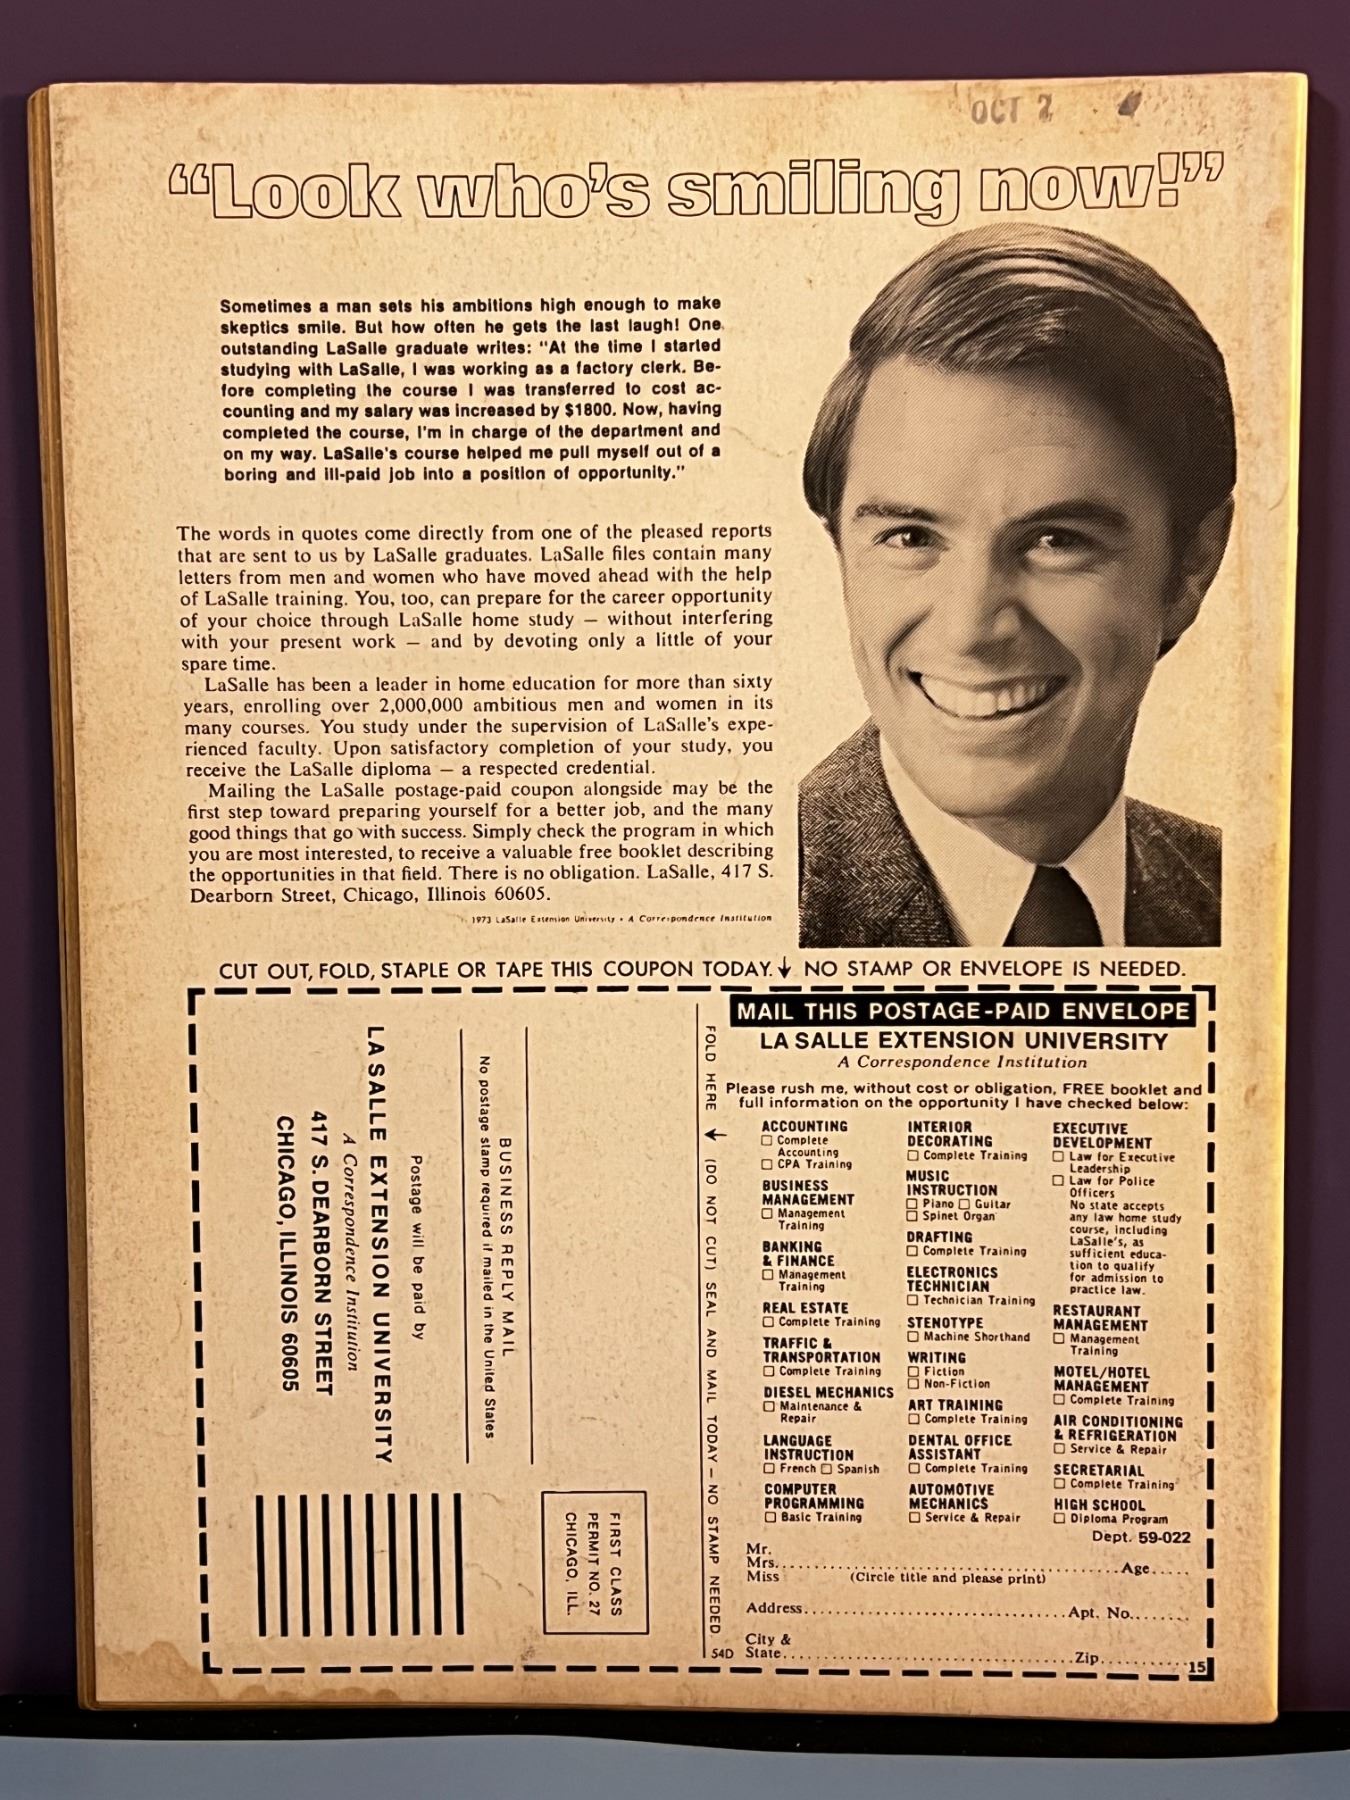 OCT 2
“Look who's smiling now!”
Sometimes a man sets his ambitions high enough to make
skeptics smile. But how often he gets the last laugh! One
outstanding LaSalle graduate writes: "At the time I started
studying with LaSalle, I was working as a factory clerk. Be-
fore completing the course I was transferred to cost ac-
counting and my salary was increased by $1800. Now, having
completed the course, I'm in charge of the department and
on my way. LaSalle's course helped me pull myself out of a
boring and ill-paid job into a position of opportunity."
The words in quotes come directly from one of the pleased reports
that are sent to us by LaSalle graduates. LaSalle files contain many
letters from men and women who have moved ahead with the help
of LaSalle training. You, too, can prepare for the career opportunity
of your choice through LaSalle home study — without interfering
with your present work — and by devoting only a little of your
spare time.
LaSalle has been a leader in home education for more than sixty
years, enrolling over 2,000,000 ambitious men and women in its
many courses. You study under the supervision of LaSalle's expe-
rienced faculty. Upon satisfactory completion of your study, you
receive the LaSalle diploma — a respected credential.
Mailing the LaSalle postage-paid coupon alongside may be the
first step toward preparing yourself for a better job, and the many
good things that go with success. Simply check the program in which
you are most interested, to receive a valuable free booklet describing
the opportunities in that field. There is no obligation. LaSalle, 417 S.
Dearborn Street, Chicago, Illinois 60605.
1973 LaSalle Extension University • A Correspondence Institution
CUT OUT, FOLD, STAPLE OR TAPE THIS COUPON TODAY. ↓ NO STAMP OR ENVELOPE IS NEEDED.
FIRST CLASS
PERMIT NO. 27
CHICAGO, ILL.
BUSINESS REPLY MAIL
No postage stamp required if mailed in the United States
Postage will be paid by
LASALLE EXTENSION UNIVERSITY
A Correspondence Institution
417 S. DEARBORN STREET
CHICAGO, ILLINOIS 60605
FOLD HERE ↓ (DO NOT CUT) SEAL AND MAIL TODAY — NO STAMP NEEDED.
54D
MAIL THIS POSTAGE-PAID ENVELOPE
LA SALLE EXTENSION UNIVERSITY
A Correspondence Institution
Please rush me, without cost or obligation, FREE booklet and
full information on the opportunity I have checked below:
ACCOUNTING
☐ Complete
Accounting
☐ CPA Training
BUSINESS
MANAGEMENT
☐ Management
Training
BANKING
& FINANCE
☐ Management
Training
REAL ESTATE
☐ Complete Training
TRAFFIC &
TRANSPORTATION
☐ Complete Training
DIESEL MECHANICS
☐ Maintenance &
Repair
LANGUAGE
INSTRUCTION
☐ French ☐ Spanish
COMPUTER
PROGRAMMING
☐ Basic Training
INTERIOR
DECORATING
☐ Complete Training
MUSIC
INSTRUCTION
☐ Piano ☐ Guitar
☐ Spinet Organ
DRAFTING
☐ Complete Training
ELECTRONICS
TECHNICIAN
☐ Technician Training
STENOTYPE
☐ Machine Shorthand
WRITING
☐ Fiction
☐ Non-Fiction
ART TRAINING
☐ Complete Training
DENTAL OFFICE
ASSISTANT
☐ Complete Training
AUTOMOTIVE
MECHANICS
☐ Service & Repair
EXECUTIVE
DEVELOPMENT
☐ Law for Executive
Leadership
☐ Law for Police
Officers
No state accepts
any law home study
course, including
LaSalle's, as
sufficient educa-
tion to qualify
for admission to
practice law.
RESTAURANT
MANAGEMENT
☐ Management
Training
MOTEL/HOTEL
MANAGEMENT
☐ Complete Training
AIR CONDITIONING
& REFRIGERATION
☐ Service & Repair
SECRETARIAL
☐ Complete Training
HIGH SCHOOL
☐ Diploma Program
Dept. 59-022
Mr.
Mrs........................................................Age.....
Miss (Circle title and please print)
Address.......................................Apt. No........
City &
State...........................................Zip............
15